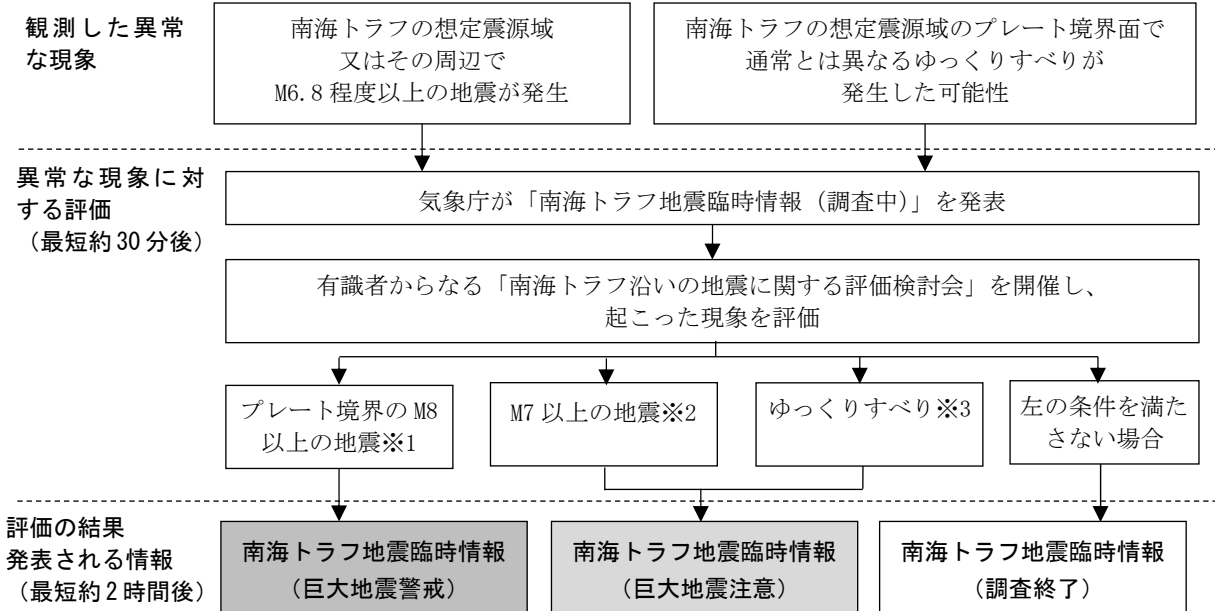 観測した異常
な現象
南海トラフの想定震源域
又はその周辺で
M6.8 程度以上の地震が発生
南海トラフの想定震源域のプレート境界面で
通常とは異なるゆっくりすべりが
発生した可能性
異常な現象に対
する評価
（最短約 30 分後）
気象庁が「南海トラフ地震臨時情報（調査中）」を発表
有識者からなる「南海トラフ沿いの地震に関する評価検討会」を開催し、
起こった現象を評価
プレート境界の M8
以上の地震※1
M7 以上の地震※2
ゆっくりすべり※3
左の条件を満た
さない場合
評価の結果
発表される情報
（最短約 2 時間後）
南海トラフ地震臨時情報
（巨大地震警戒）
南海トラフ地震臨時情報
（巨大地震注意）
南海トラフ地震臨時情報
（調査終了）